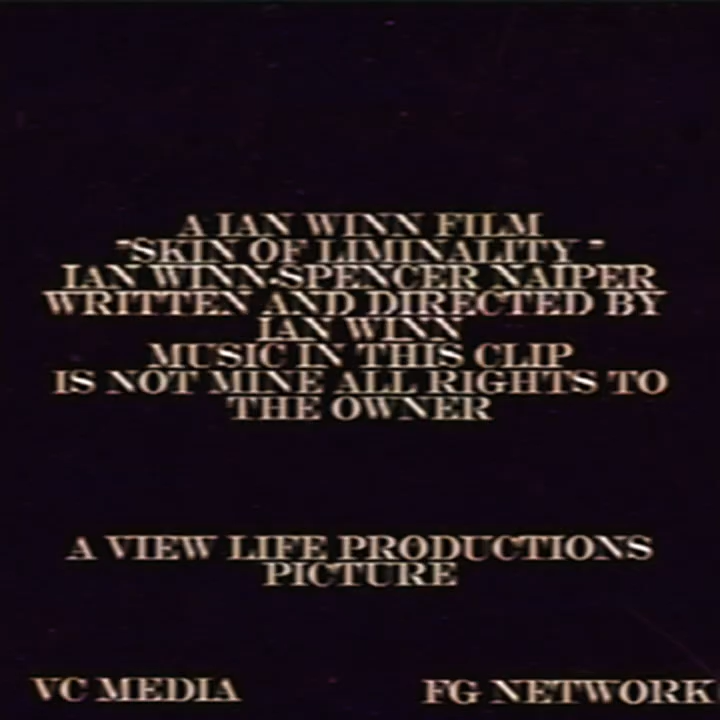 A IAN WINN FILM
"SKIN OF LIMINALITY "
IAN WINN-SPENCER NAIPER
WRITTEN AND DIRECTED BY
IAN WINN
MUSIC IN THIS CLIP
IS NOT MINE ALL RIGHTS TO
THE OWNER
A VIEW LIFE PRODUCTIONS
PICTURE
VC MEDIA
FG NETWORK